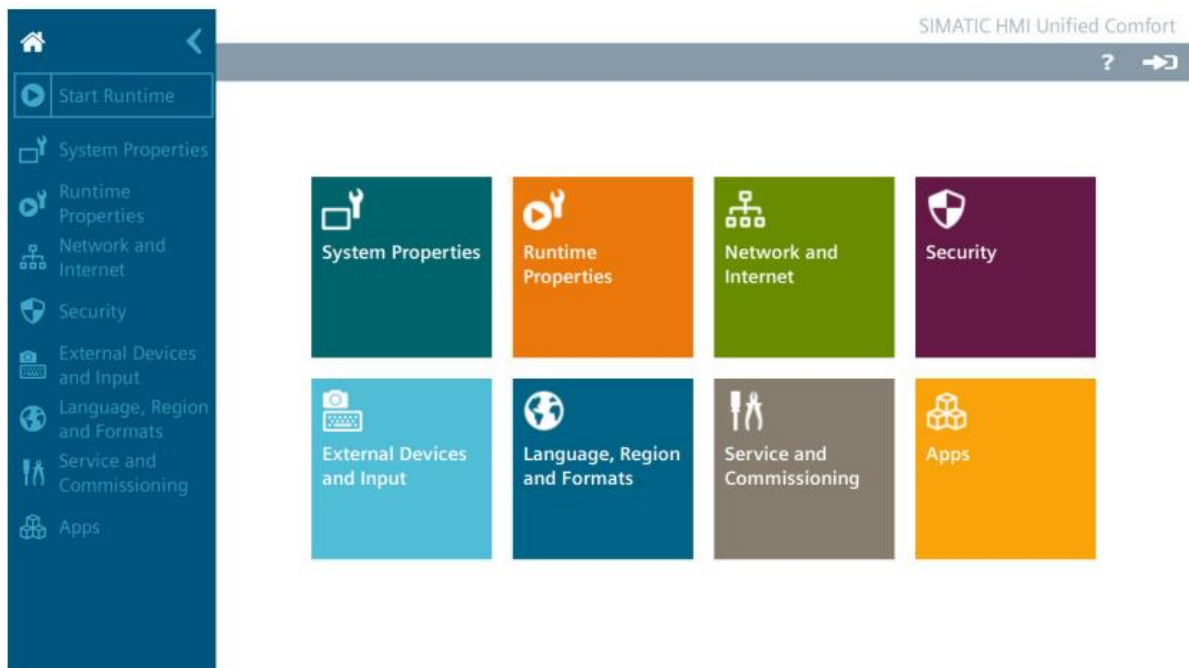 SIMATIC HMI Unified Comfort
?
Start Runtime
System Properties
Runtime
Properties
Network and
Internet
Security
External Devices
and Input
Language, Region
and Formats
Service and
Commissioning
Apps
System Properties
Runtime
Properties
Network and
Internet
Security
External Devices
and Input
Language, Region
and Formats
Service and
Commissioning
Apps